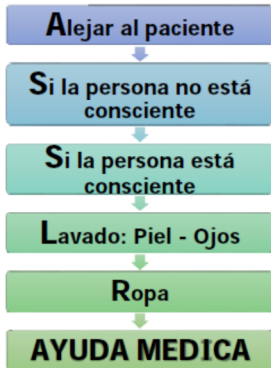 Alejar al paciente
Si la persona no está
consciente
Si la persona está
consciente
Lavado: Piel - Ojos
Ropa
AYUDA MEDICA